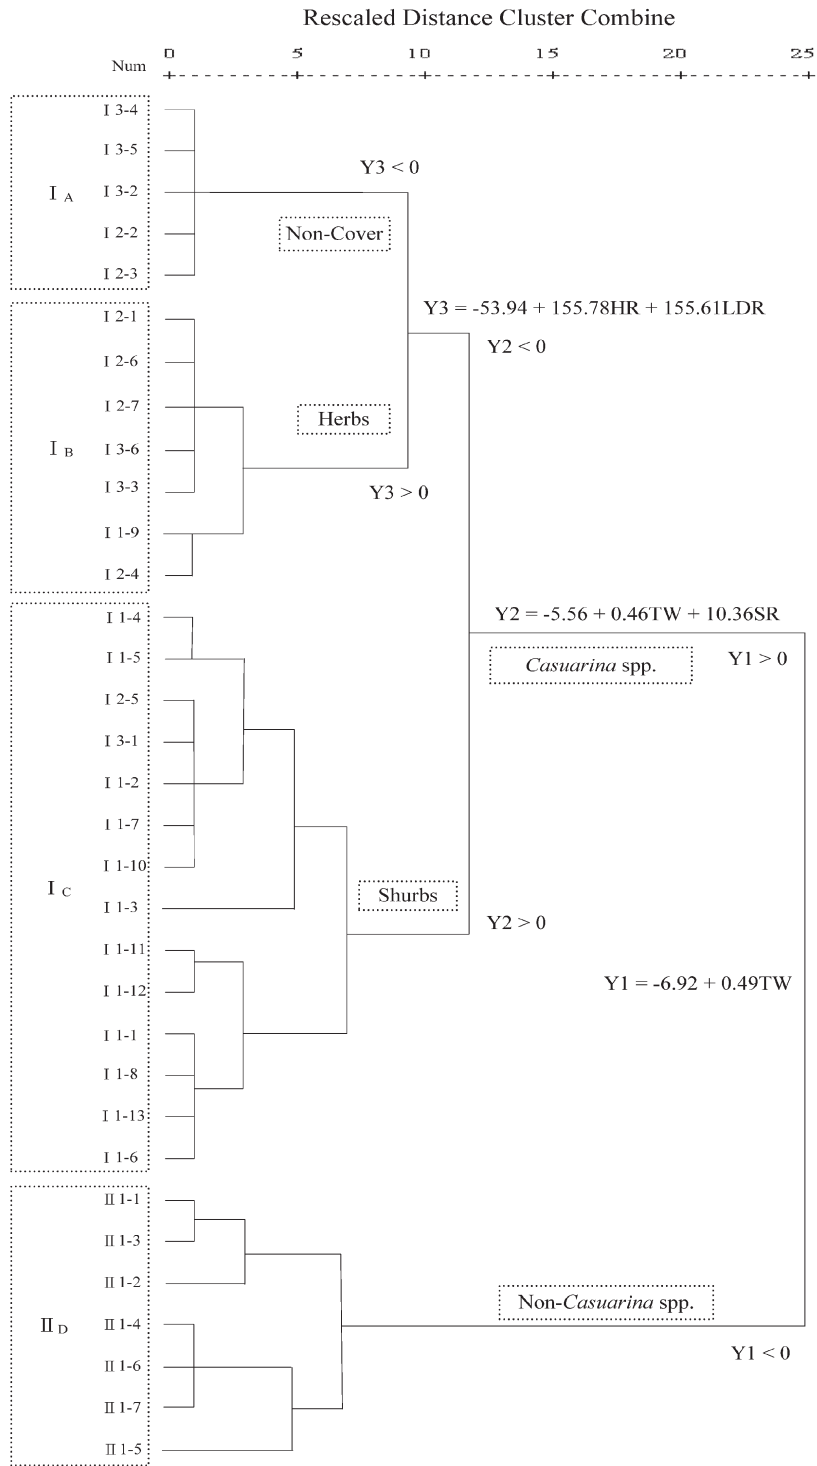 Rescaled Distance Cluster Combine
0 5 10 15 20 25
Num
I 3-4
I 3-5
Y3 < 0
I A
I 3-2
I 2-2
Non-Cover
I 2-3
Y3 = -53.94 + 155.78HR + 155.61LDR
I 2-1
Y2 < 0
I 2-6
I 2-7
Herbs
I B
I 3-6
I 3-3
Y3 > 0
I 1-9
I 2-4
I 1-4
Y2 = -5.56 + 0.46TW + 10.36SR
I 1-5
Casuarina spp.
Y1 > 0
I 2-5
I 3-1
I 1-2
I 1-7
I 1-10
I C
Shurbs
I 1-3
Y2 > 0
I 1-11
I 1-12
Y1 = -6.92 + 0.49TW
I 1-1
I 1-8
I 1-13
I 1-6
II 1-1
II 1-3
II 1-2
Non-Casuarina spp.
II D
II 1-4
Y1 < 0
II 1-6
II 1-7
II 1-5